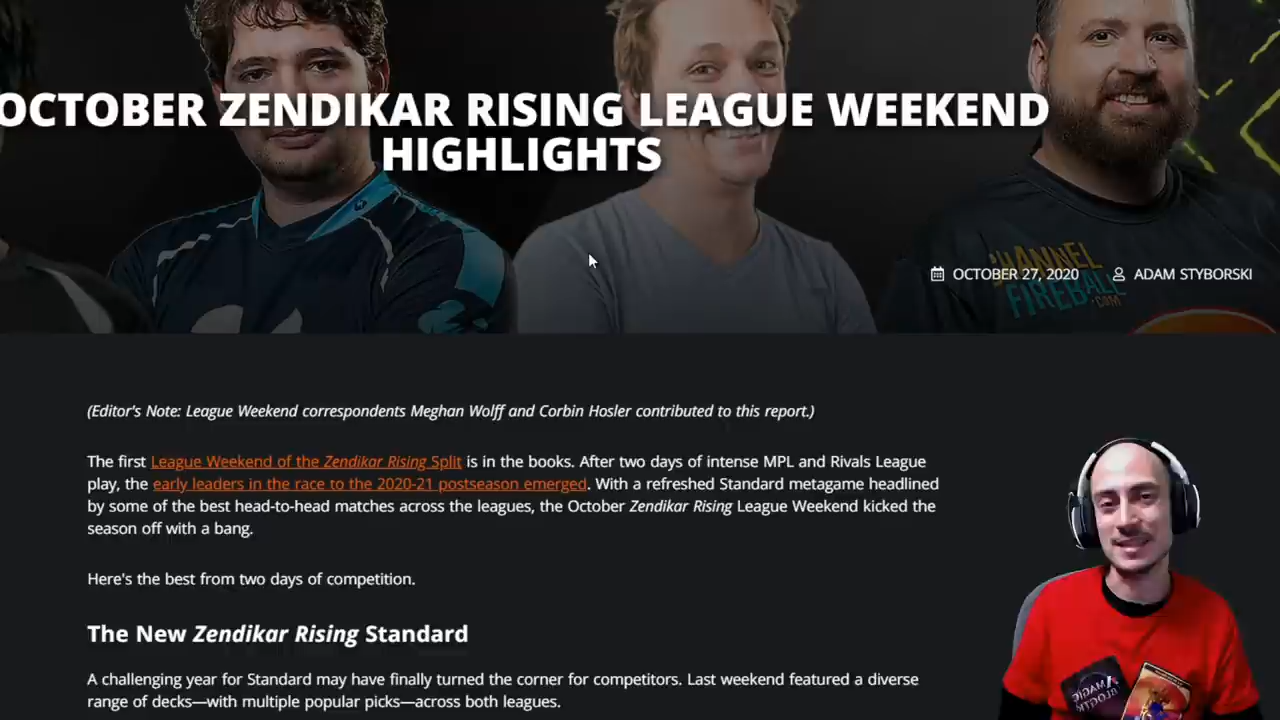 OCTOBER ZENDIKAR RISING LEAGUE WEEKEND
HIGHLIGHTS
CHANNEL
FIREBALL
.COM
OCTOBER 27, 2020 ADAM STYBORSKI
(Editor's Note: League Weekend correspondents Meghan Wolff and Corbin Hosler contributed to this report.)
The first League Weekend of the Zendikar Rising Split is in the books. After two days of intense MPL and Rivals League
play, the early leaders in the race to the 2020-21 postseason emerged. With a refreshed Standard metagame headlined
by some of the best head-to-head matches across the leagues, the October Zendikar Rising League Weekend kicked the
season off with a bang.
Here's the best from two days of competition.
The New Zendikar Rising Standard
A challenging year for Standard may have finally turned the corner for competitors. Last weekend featured a diverse
range of decks—with multiple popular picks—across both leagues.
MAGIC